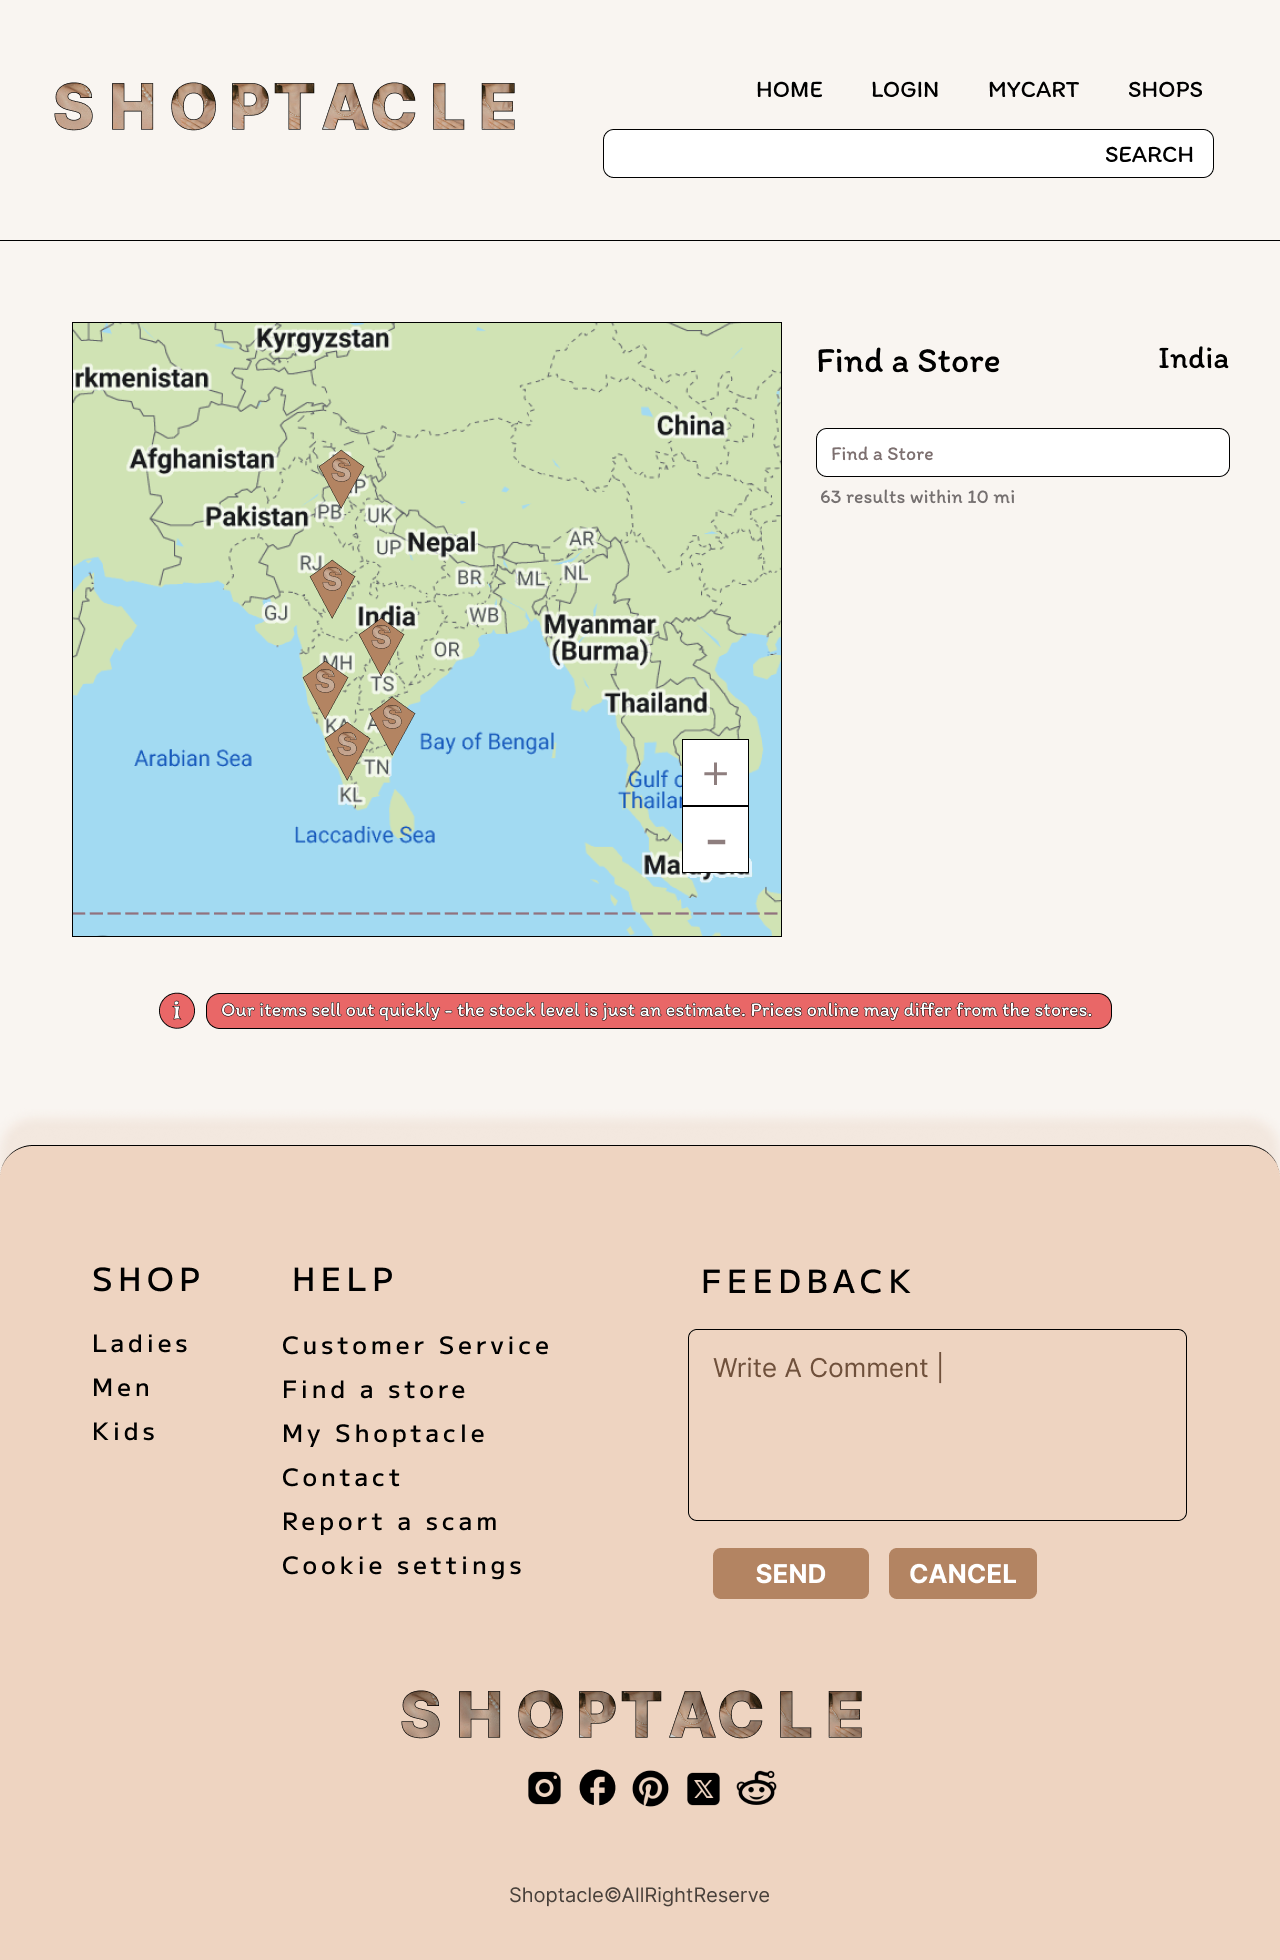 SHOPTACLE
HOME LOGIN MYCART SHOPS
SEARCH
Kyrgyzstan
rkmenistan
China
Afghanistan
S
Pakistan
PB
UK
UP
Nepal
AR
RJ
S
BR
ML
NL
GJ
India
WB
Myanmar
(Burma)
S
OR
MH
S
TS
Thailand
S
S
Bay of Bengal
Arabian Sea
TN
KL
Gulf
Laccadive Sea
+
-
Find a Store
India
Find a Store
63 results within 10 mi
i
Our items sell out quickly - the stock level is just an estimate. Prices online may differ from the stores.
SHOP
Ladies
Men
Kids
HELP
Customer Service
Find a store
My Shoptacle
Contact
Report a scam
Cookie settings
FEEDBACK
Write A Comment |
SEND
CANCEL
SHOPTACLE
Shoptacle©AllRightReserve